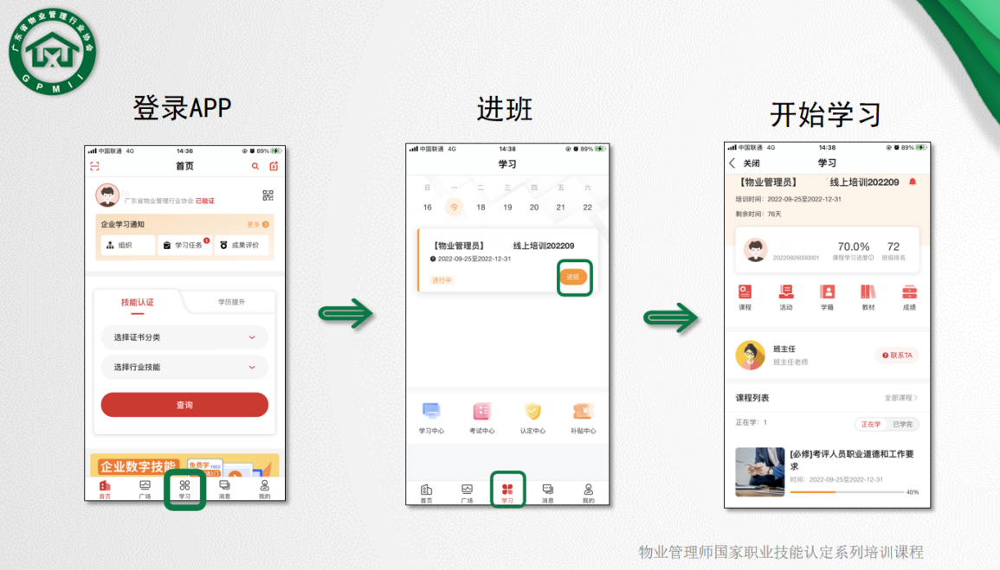 广东省物业管理行业协会
GPMII
登录APP
进班
开始学习
中国联通 4G 14:36 89%
首页
广东省物业管理行业协会 已验证
企业学习通知 更多
组织 学习任务 成果评价
技能认证 学历提升
选择证书分类
选择行业技能
查询
企业数字技能 免费学 FREE
首页 广场 学习 消息 我的
中国联通 4G 14:38 89%
学习
日 一 二 三 四 五 六
16 今 18 19 20 21 22
【物业管理员】 线上培训202209
2022-09-25至2022-12-31
进行中 进班
学习中心 考试中心 认定中心 补贴中心
首页 广场 学习 消息 我的
中国联通 4G 14:38 89%
关闭 学习
【物业管理员】 线上培训202209
培训时间：2022-09-25至2022-12-31
剩余时间：76天
70.0% 72
20220926000001 课程学习进度 班级排名
课程 活动 学籍 教材 成绩
班主任
班主任老师 联系TA
课程列表 全部课程
正在学：1 正在学 已学完
[必修]考评人员职业道德和工作要
求
时间：2022-09-25至2022-12-31
40%
物业管理师国家职业技能认定系列培训课程